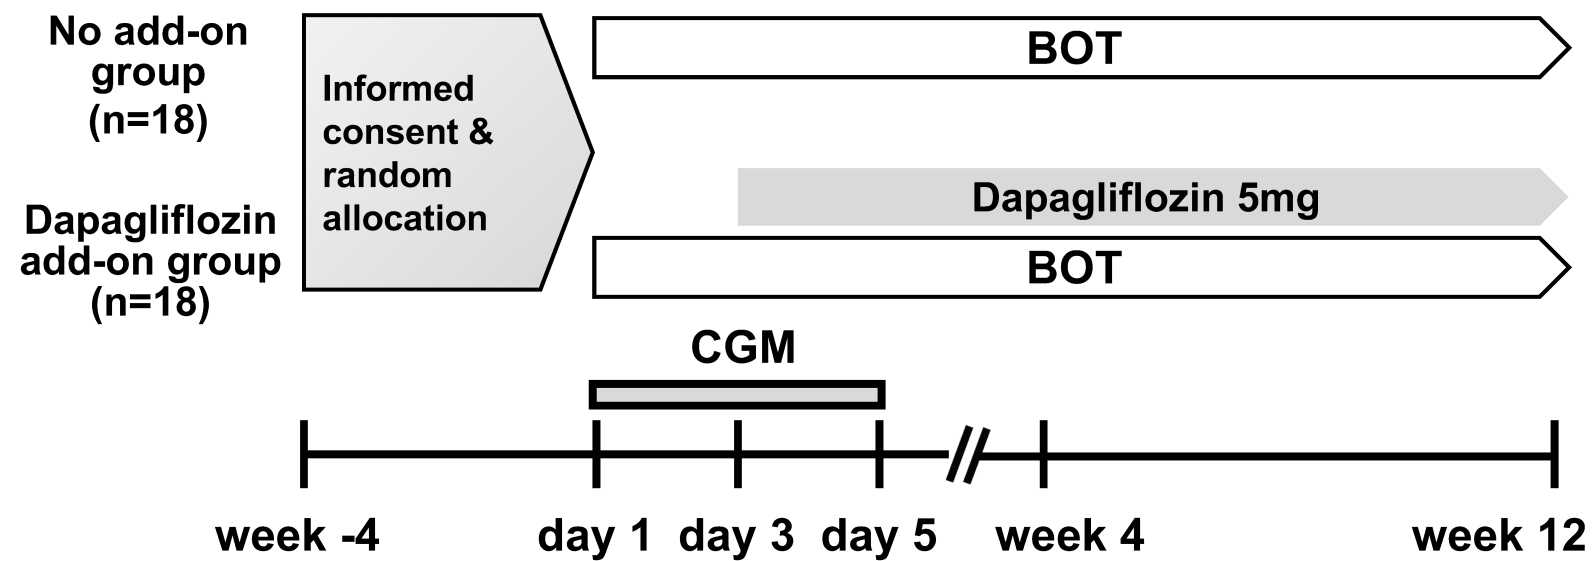 No add-on
group
(n=18)
Informed
consent &
random
allocation
BOT
Dapagliflozin 5mg
Dapagliflozin
add-on group
(n=18)
BOT
CGM
week -4
day 1
day 3
day 5
week 4
week 12